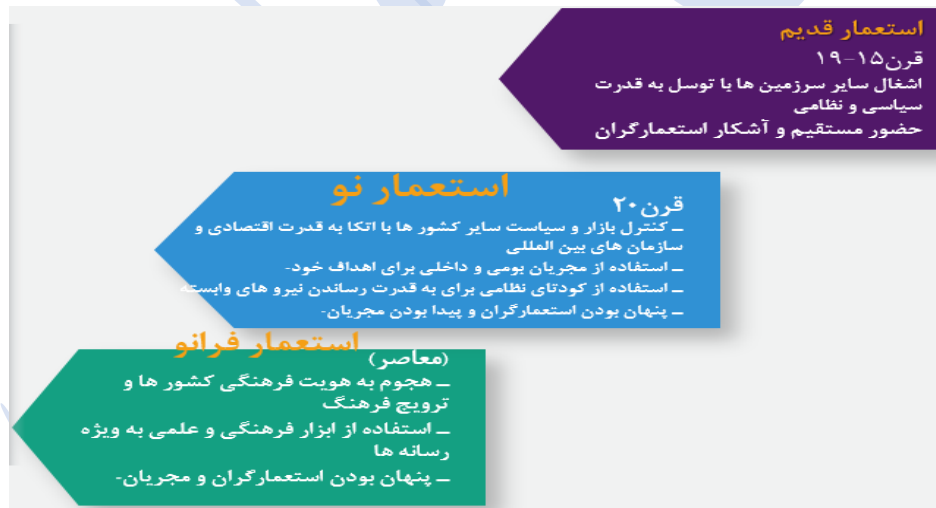 استعمار قدیم
قرن۱۵-۱۹
اشغال سایر سرزمین ها با توسل به قدرت
سیاسی و نظامی
حضور مستقیم و آشکار استعمارگران
استعمار نو
قرن۲۰
ـ کنترل بازار و سیاست سایر کشور ها با اتکا به قدرت اقتصادی و
سازمان های بین المللی
ـ استفاده از مجریان بومی و داخلی برای اهداف خود-
ـ استفاده از کودتای نظامی برای به قدرت رساندن نیرو های وابسته
ـ پنهان بودن استعمارگران و پیدا بودن مجریان-
استعمار فرانو
(معاصر)
ـ هجوم به هویت فرهنگی کشور ها و
ترویج فرهنگ
ـ استفاده از ابزار فرهنگی و علمی به ویژه
رسانه ها
ـ پنهان بودن استعمارگران و مجریان-